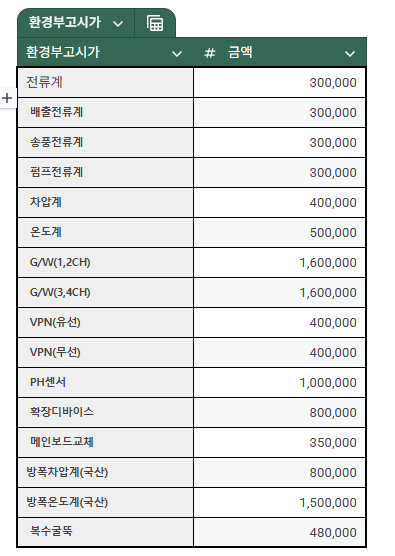 환경부고시가
환경부고시가 # 금액
전류계 300,000
배출전류계 300,000
송풍전류계 300,000
펌프전류계 300,000
차압계 400,000
온도계 500,000
G/W(1,2CH) 1,600,000
G/W(3,4CH) 1,600,000
VPN(유선) 400,000
VPN(무선) 400,000
PH센서 1,000,000
확장디바이스 800,000
메인보드교체 350,000
방폭차압계(국산) 800,000
방폭온도계(국산) 1,500,000
복수굴뚝 480,000